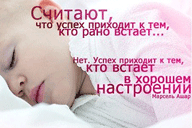 Считают,
что успех приходит к тем,
кто рано встает...
Нет. Успех приходит к тем,
кто встает
в хорошем
настроении
Марсель Ашар